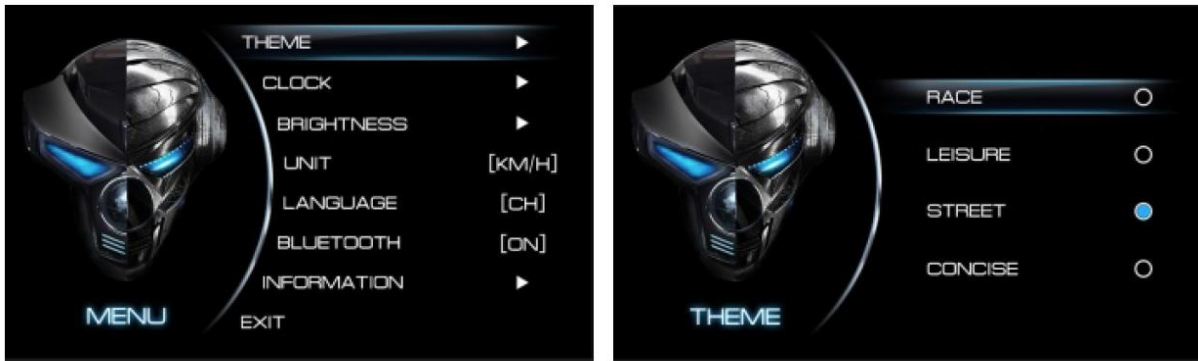 THEME
CLOCK
BRIGHTNESS
UNIT [KM/H]
LANGUAGE [CH]
BLUETOOTH [ON]
INFORMATION
EXIT
MENU
RACE
LEISURE
STREET
CONCISE
THEME